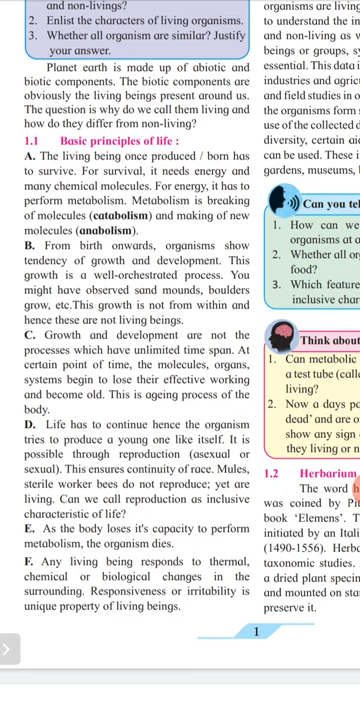 and non-livings?
2. Enlist the characters of living organisms.
3. Whether all organism are similar? Justify
your answer.
Planet earth is made up of abiotic and
biotic components. The biotic components are
obviously the living beings present around us.
The question is why do we call them living and
how do they differ from non-living?
1.1 Basic principles of life :
A. The living being once produced / born has
to survive. For survival, it needs energy and
many chemical molecules. For energy, it has to
perform metabolism. Metabolism is breaking
of molecules (catabolism) and making of new
molecules (anabolism).
B. From birth onwards, organisms show
tendency of growth and development. This
growth is a well-orchestrated process. You
might have observed sand mounds, boulders
grow, etc.This growth is not from within and
hence these are not living beings.
C. Growth and development are not the
processes which have unlimited time span. At
certain point of time, the molecules, organs,
systems begin to lose their effective working
and become old. This is ageing process of the
body.
D. Life has to continue hence the organism
tries to produce a young one like itself. It is
possible through reproduction (asexual or
sexual). This ensures continuity of race. Mules,
sterile worker bees do not reproduce; yet are
living. Can we call reproduction as inclusive
characteristic of life?
E. As the body loses it's capacity to perform
metabolism, the organism dies.
F. Any living being responds to thermal,
chemical or biological changes in the
surrounding. Responsiveness or irritability is
unique property of living beings.
organisms are living
to understand the in
and non-living as
beings or groups,
essential. This data i
industries and agric
and field studies in o
the organisms form
use of the collected d
diversity, certain ai
can be used. These i
gardens, museums,
Can you tel
1. How can we
organisms at a
2. Whether all or
food?
3. Which feature
inclusive char
Think about
1. Can metabolic
a test tube (call
living?
2. Now a days
dead' and are o
show any sign
they living or n
1.2 Herbarium
The word h
was coined by Pit
book 'Elemens'. T
initiated by an Itali
(1490-1556). Herb
taxonomic studies.
a dried plant specin
and mounted on
preserve it.
1